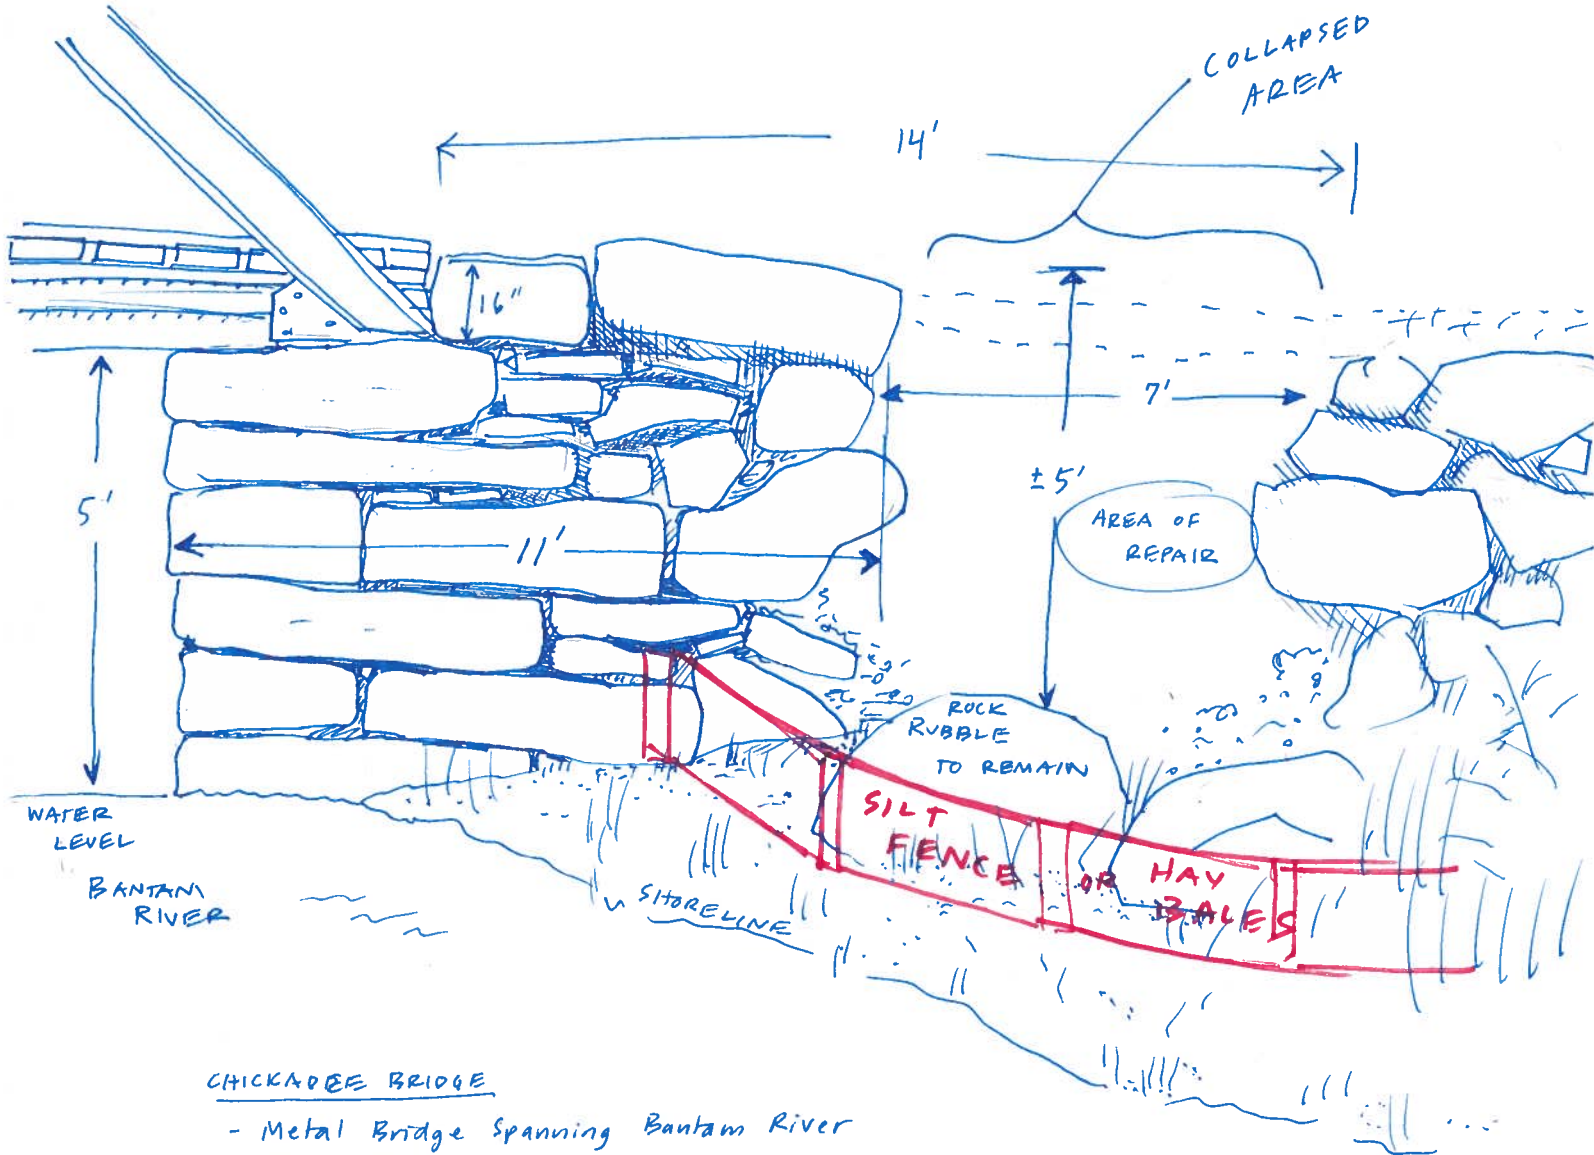 COLLAPSED
AREA
14'
16"
7'
5'
± 5'
11'
AREA OF
REPAIR
ROCK
RUBBLE
TO REMAIN
SILT
FENCE OR HAY
BALES
WATER
LEVEL
BANTAM
RIVER
SHORELINE
CHICKADEE BRIDGE
- Metal Bridge Spanning Bantam River